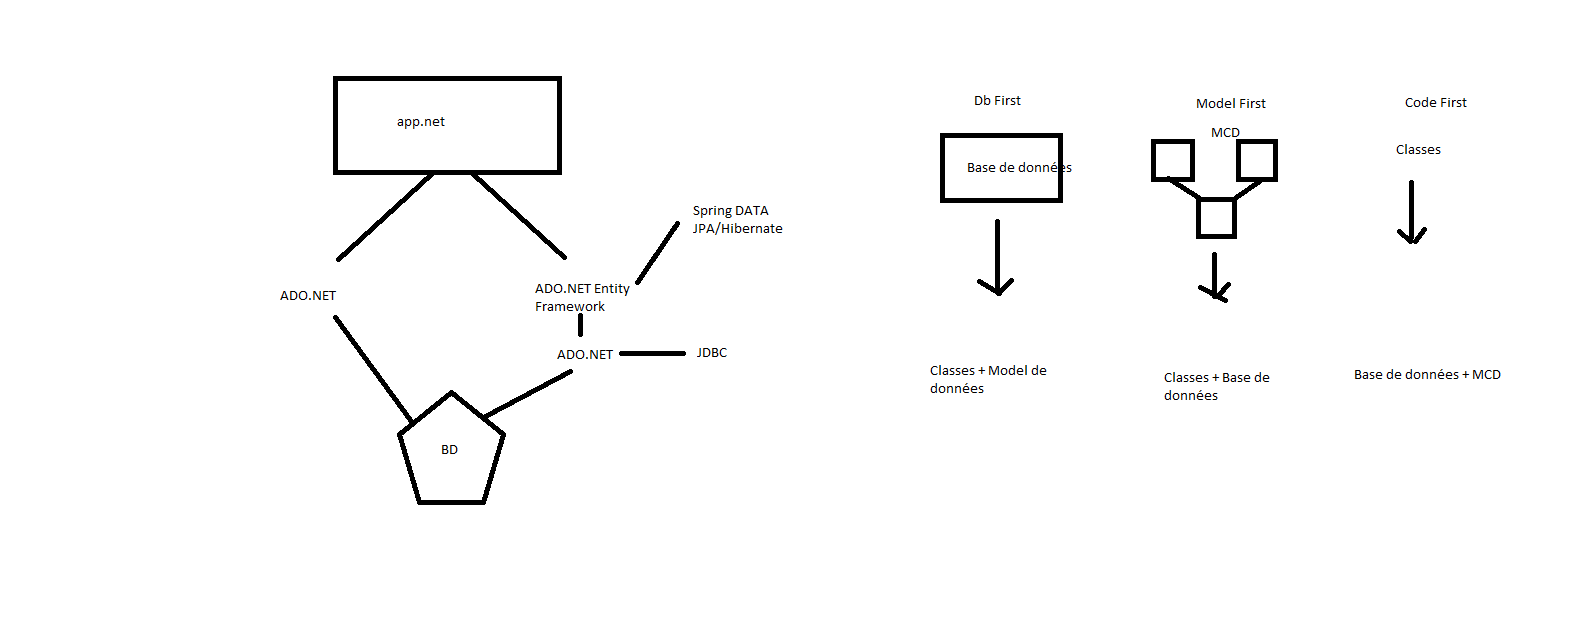 app.net
Spring DATA
JPA/Hibernate
ADO.NET
ADO.NET Entity
Framework
ADO.NET
JDBC
BD
Db First
Base de données
Classes + Model de
données
Model First
MCD
Classes + Base de
données
Code First
Classes
Base de données + MCD